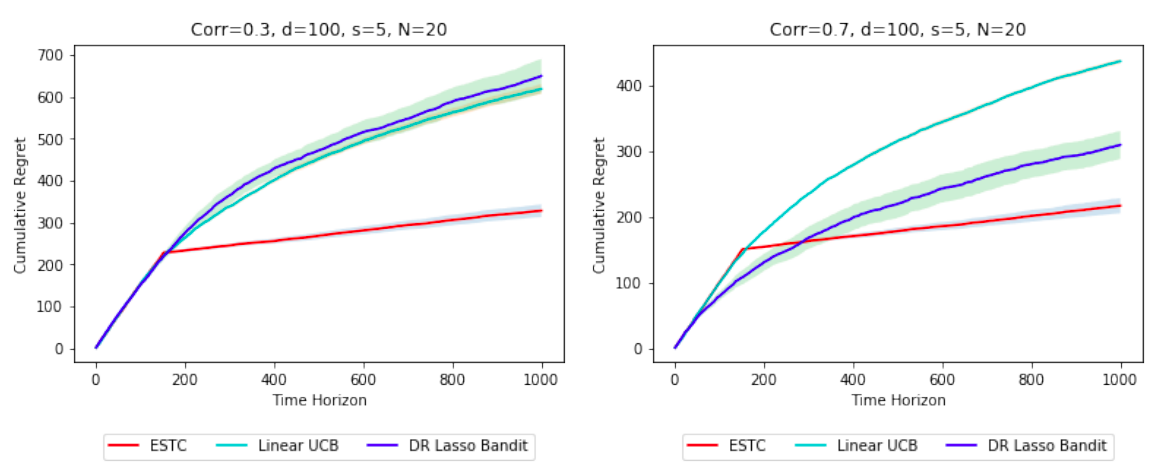 Corr=0.3, d=100, s=5, N=20
700
600
500
400
300
200
100
0
Cumulative Regret
0 200 400 600 800 1000
Time Horizon
ESTC Linear UCB DR Lasso Bandit
Corr=0.7, d=100, s=5, N=20
400
300
200
100
0
Cumulative Regret
0 200 400 600 800 1000
Time Horizon
ESTC Linear UCB DR Lasso Bandit